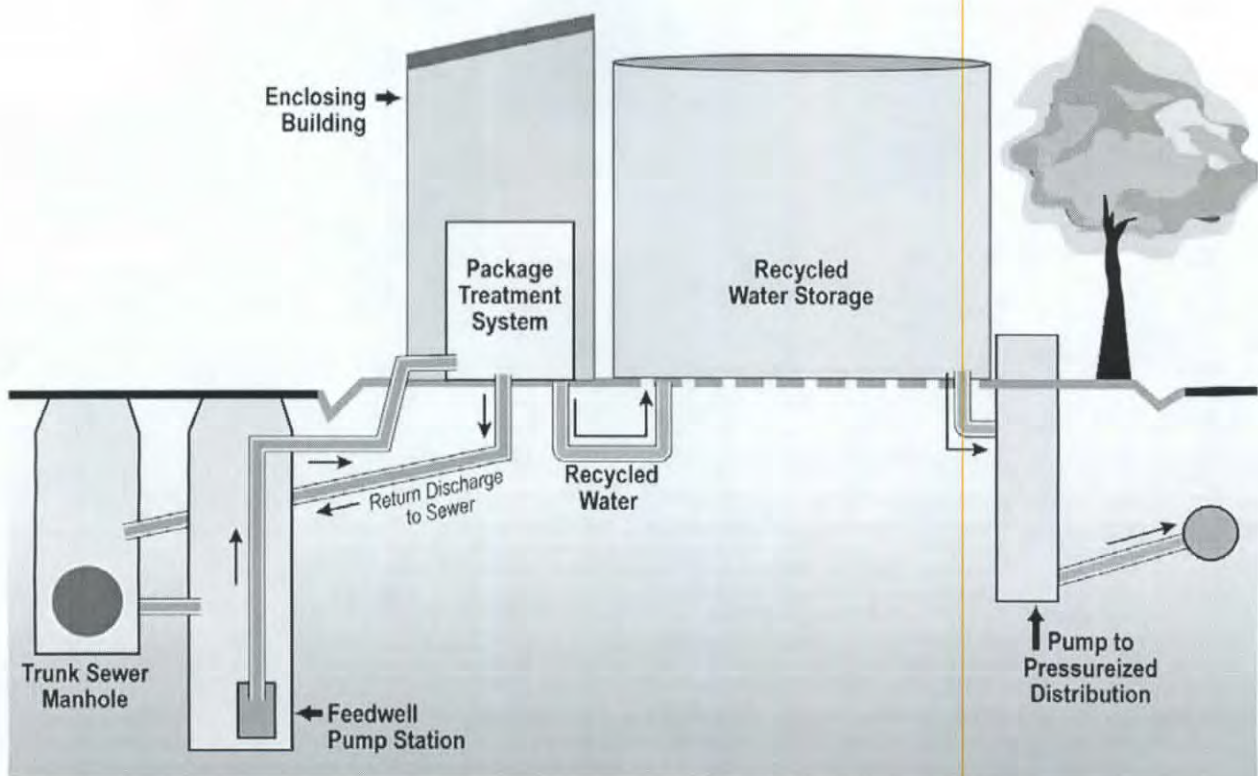 Enclosing
Building
Package
Treatment
System
Recycled
Water Storage
Return Discharge
to Sewer
Recycled
Water
Trunk Sewer
Manhole
Feedwell
Pump Station
Pump to
Pressureized
Distribution